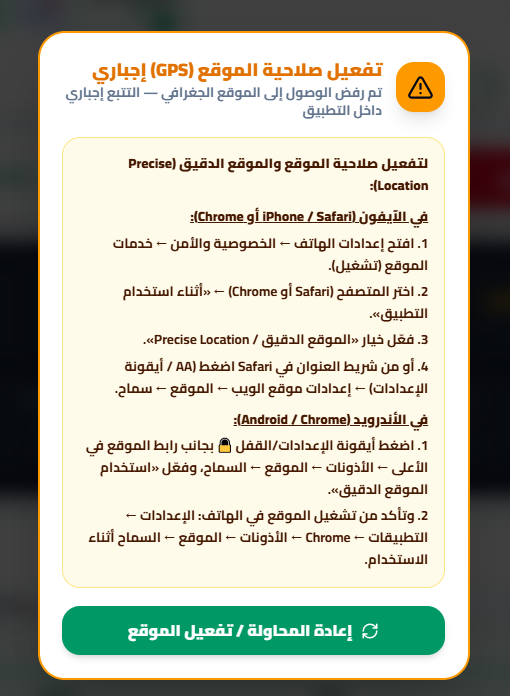 تفعيل صلاحية الموقع (GPS) إجباري
تم رفض الوصول إلى الموقع الجغرافي — التتبع إجباري
داخل التطبيق
لتفعيل صلاحية الموقع والموقع الدقيق (Precise
Location):
في الآيفون (iPhone / Safari أو Chrome):
1. افتح إعدادات الهاتف ← الخصوصية والأمن ← خدمات
الموقع (تشغيل).
2. اختر المتصفح (Safari أو Chrome) ← «أثناء استخدام
التطبيق».
3. فعّل خيار «الموقع الدقيق / Precise Location».
4. أو من شريط العنوان في Safari اضغط (AA / أيقونة
الإعدادات) ← إعدادات موقع الويب ← الموقع ← سماح.
في الأندرويد (Android / Chrome):
1. اضغط أيقونة الإعدادات/القفل 🔒 بجانب رابط الموقع في
الأعلى ← الأذونات ← الموقع ← السماح، وفعّل «استخدام
الموقع الدقيق».
2. وتأكد من تشغيل الموقع في الهاتف: الإعدادات ←
التطبيقات ← Chrome ← الأذونات ← الموقع ← السماح أثناء
الاستخدام.
إعادة المحاولة / تفعيل الموقع